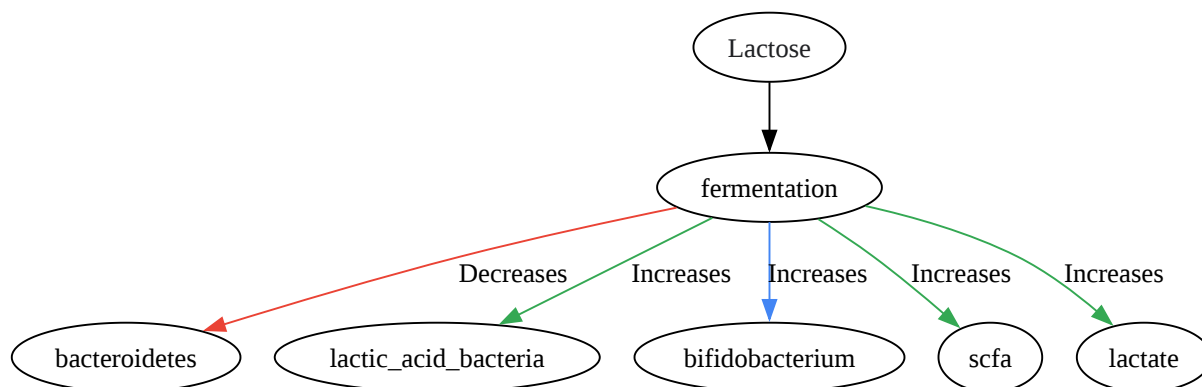 Lactose
fermentation
Decreases Increases Increases Increases Increases
bacteroidetes lactic_acid_bacteria bifidobacterium scfa lactate